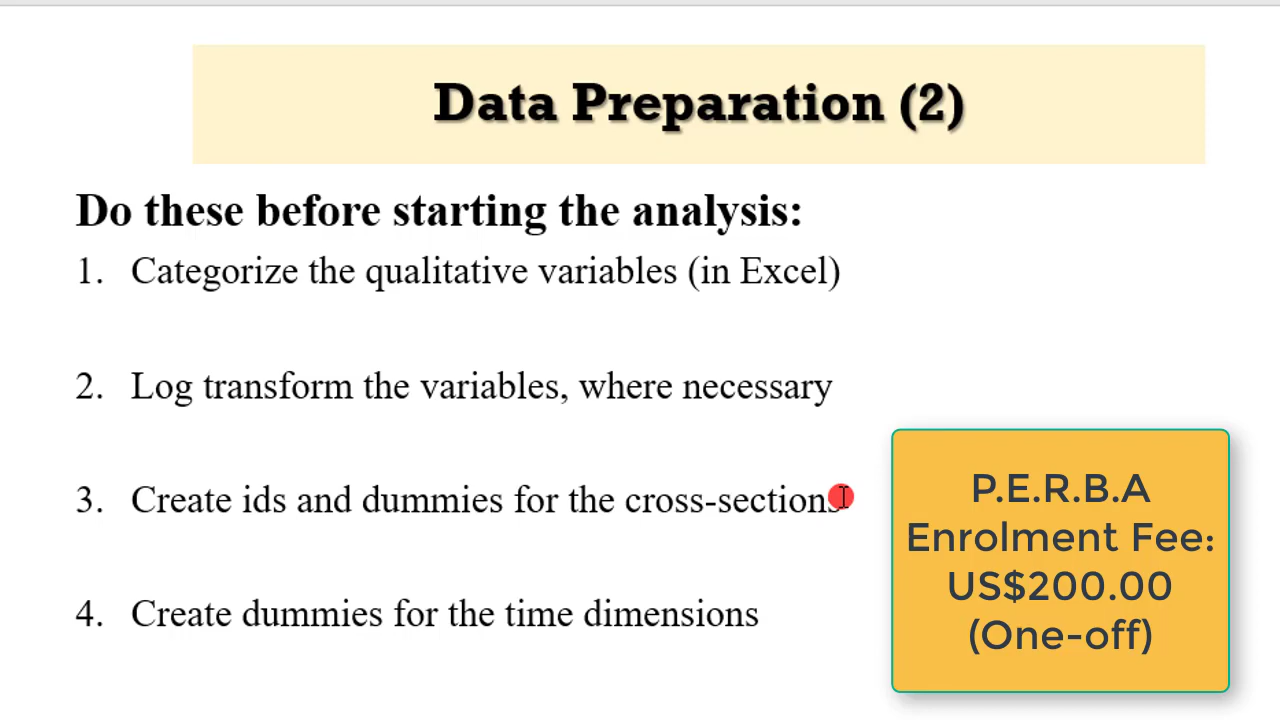 Data Preparation (2)
Do these before starting the analysis:
1. Categorize the qualitative variables (in Excel)
2. Log transform the variables, where necessary
3. Create ids and dummies for the cross-sections
4. Create dummies for the time dimensions
P.E.R.B.A
Enrolment Fee:
US$200.00
(One-off)